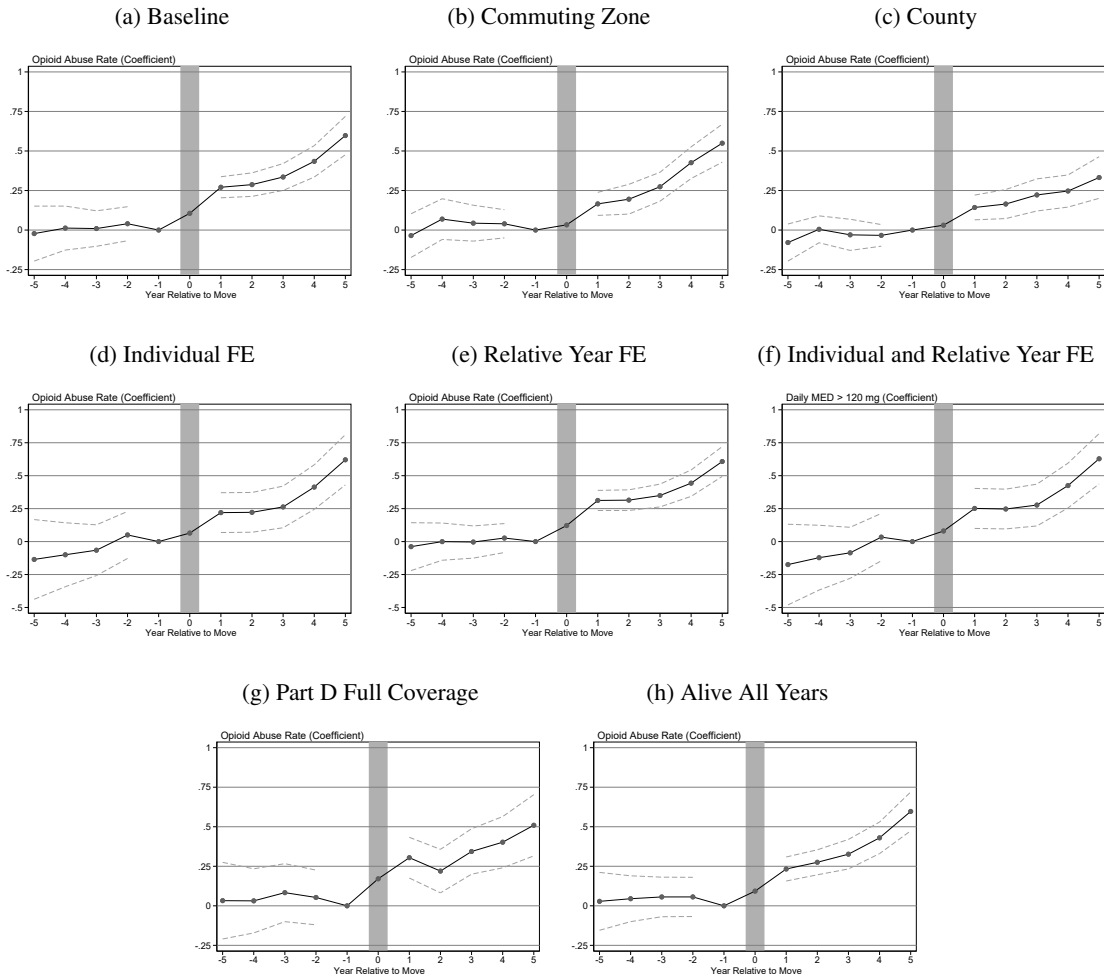 (a) Baseline
(b) Commuting Zone
(c) County
Opioid Abuse Rate (Coefficient)
1
.75
.5
.25
0
-.25
-5 -4 -3 -2 -1 0 1 2 3 4 5
Year Relative to Move
Opioid Abuse Rate (Coefficient)
1
.75
.5
.25
0
-.25
-5 -4 -3 -2 -1 0 1 2 3 4 5
Year Relative to Move
Opioid Abuse Rate (Coefficient)
1
.75
.5
.25
0
-.25
-5 -4 -3 -2 -1 0 1 2 3 4 5
Year Relative to Move
(d) Individual FE
(e) Relative Year FE
(f) Individual and Relative Year FE
Opioid Abuse Rate (Coefficient)
1
.75
.5
.25
0
-.25
-.5
-5 -4 -3 -2 -1 0 1 2 3 4 5
Year Relative to Move
Opioid Abuse Rate (Coefficient)
1
.75
.5
.25
0
-.25
-.5
-5 -4 -3 -2 -1 0 1 2 3 4 5
Year Relative to Move
Daily MED > 120 mg (Coefficient)
1
.75
.5
.25
0
-.25
-.5
-5 -4 -3 -2 -1 0 1 2 3 4 5
Year Relative to Move
(g) Part D Full Coverage
(h) Alive All Years
Opioid Abuse Rate (Coefficient)
1
.75
.5
.25
0
-.25
-5 -4 -3 -2 -1 0 1 2 3 4 5
Year Relative to Move
Opioid Abuse Rate (Coefficient)
1
.75
.5
.25
0
-.25
-5 -4 -3 -2 -1 0 1 2 3 4 5
Year Relative to Move